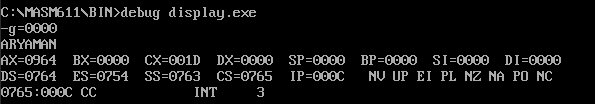 C:\MASM611\BIN>debug display.exe
-g=0000
ARYAMAN
AX=0964  BX=0000  CX=001D  DX=0000  SP=0000  BP=0000  SI=0000  DI=0000
DS=0764  ES=0754  SS=0763  CS=0765  IP=000C   NV UP EI PL NZ NA PO NC
0765:000C CC            INT     3